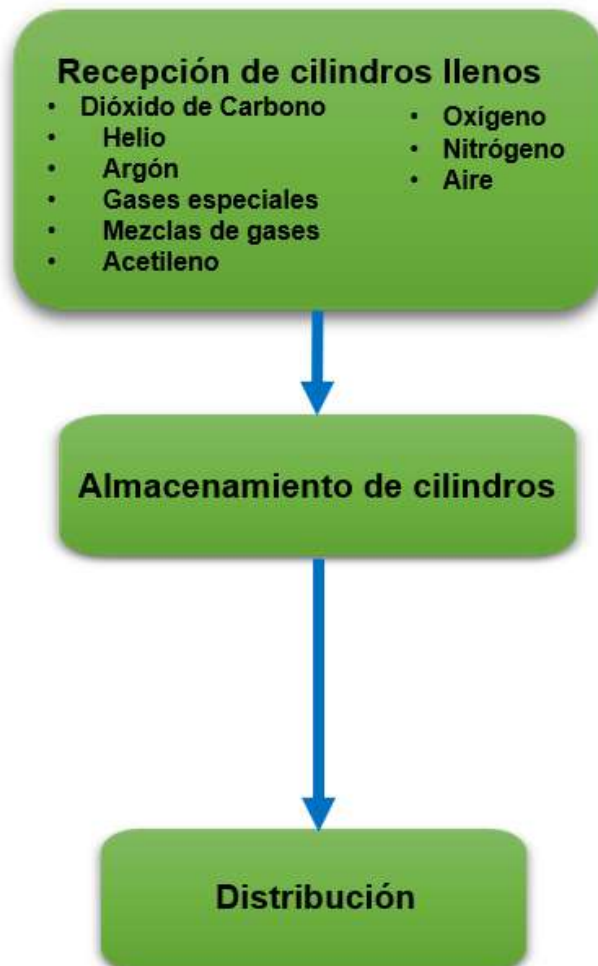 Recepción de cilindros llenos
• Dióxido de Carbono
• Helio
• Argón
• Gases especiales
• Mezclas de gases
• Acetileno
• Oxígeno
• Nitrógeno
• Aire
Almacenamiento de cilindros
Distribución